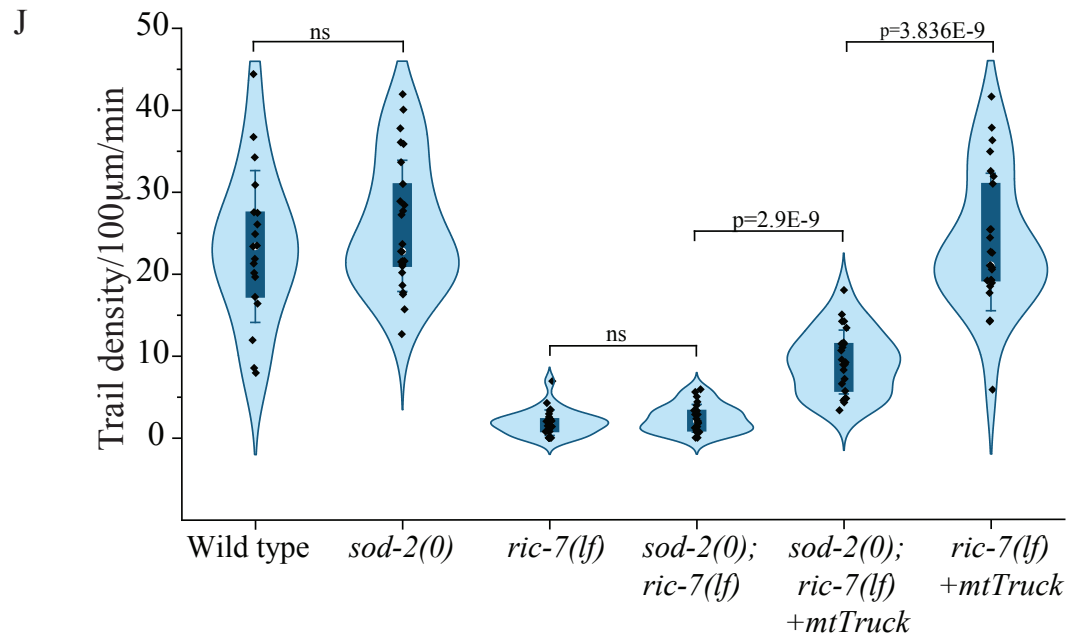 J
50
40
30
20
10
0
Trail density/100μm/min
ns
ns
p=2.9E-9
p=3.836E-9
Wild type
sod-2(0)
ric-7(lf)
sod-2(0);
ric-7(lf)
sod-2(0);
ric-7(lf)
+mtTruck
ric-7(lf)
+mtTruck